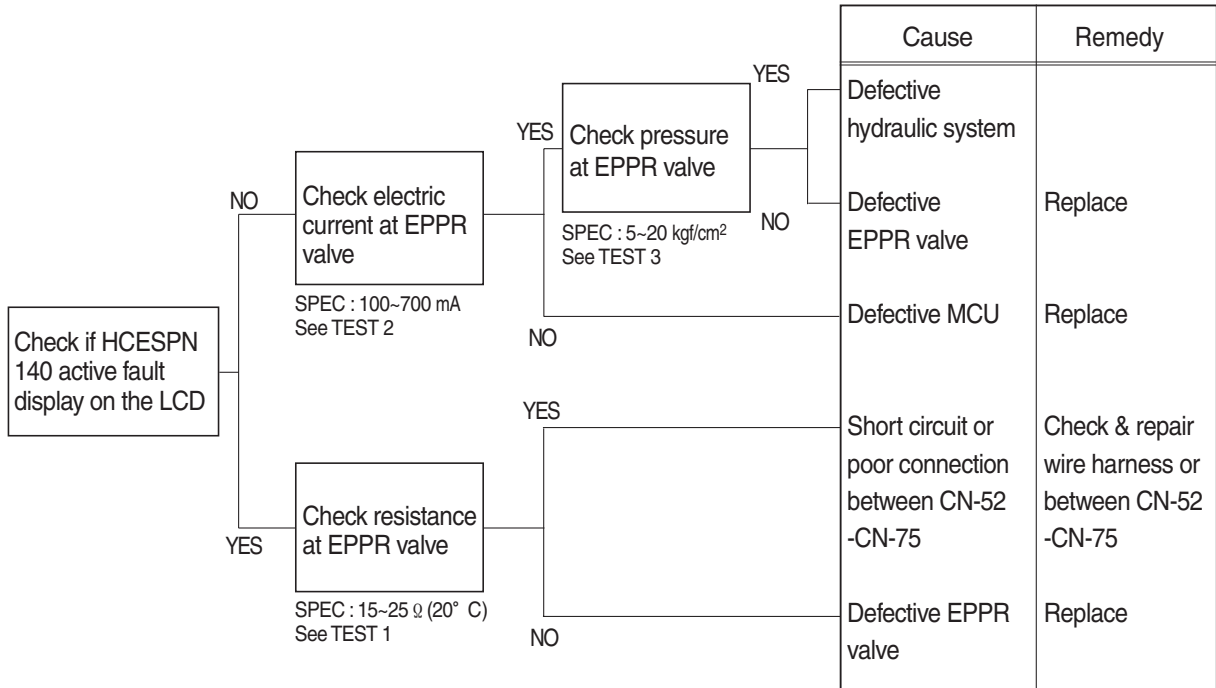 Cause
Remedy
YES
Defective
hydraulic system
YES
Check pressure
at EPPR valve
NO
Check electric
current at EPPR
valve
Defective
EPPR valve
Replace
NO
SPEC : 5~20 kgf/cm²
See TEST 3
SPEC : 100~700 mA
See TEST 2
Defective MCU
Replace
NO
Check if HCESPN
140 active fault
display on the LCD
YES
Short circuit or
poor connection
between CN-52
-CN-75
Check & repair
wire harness or
between CN-52
-CN-75
Check resistance
at EPPR valve
YES
SPEC : 15~25 Ω (20° C)
See TEST 1
NO
Defective EPPR
valve
Replace